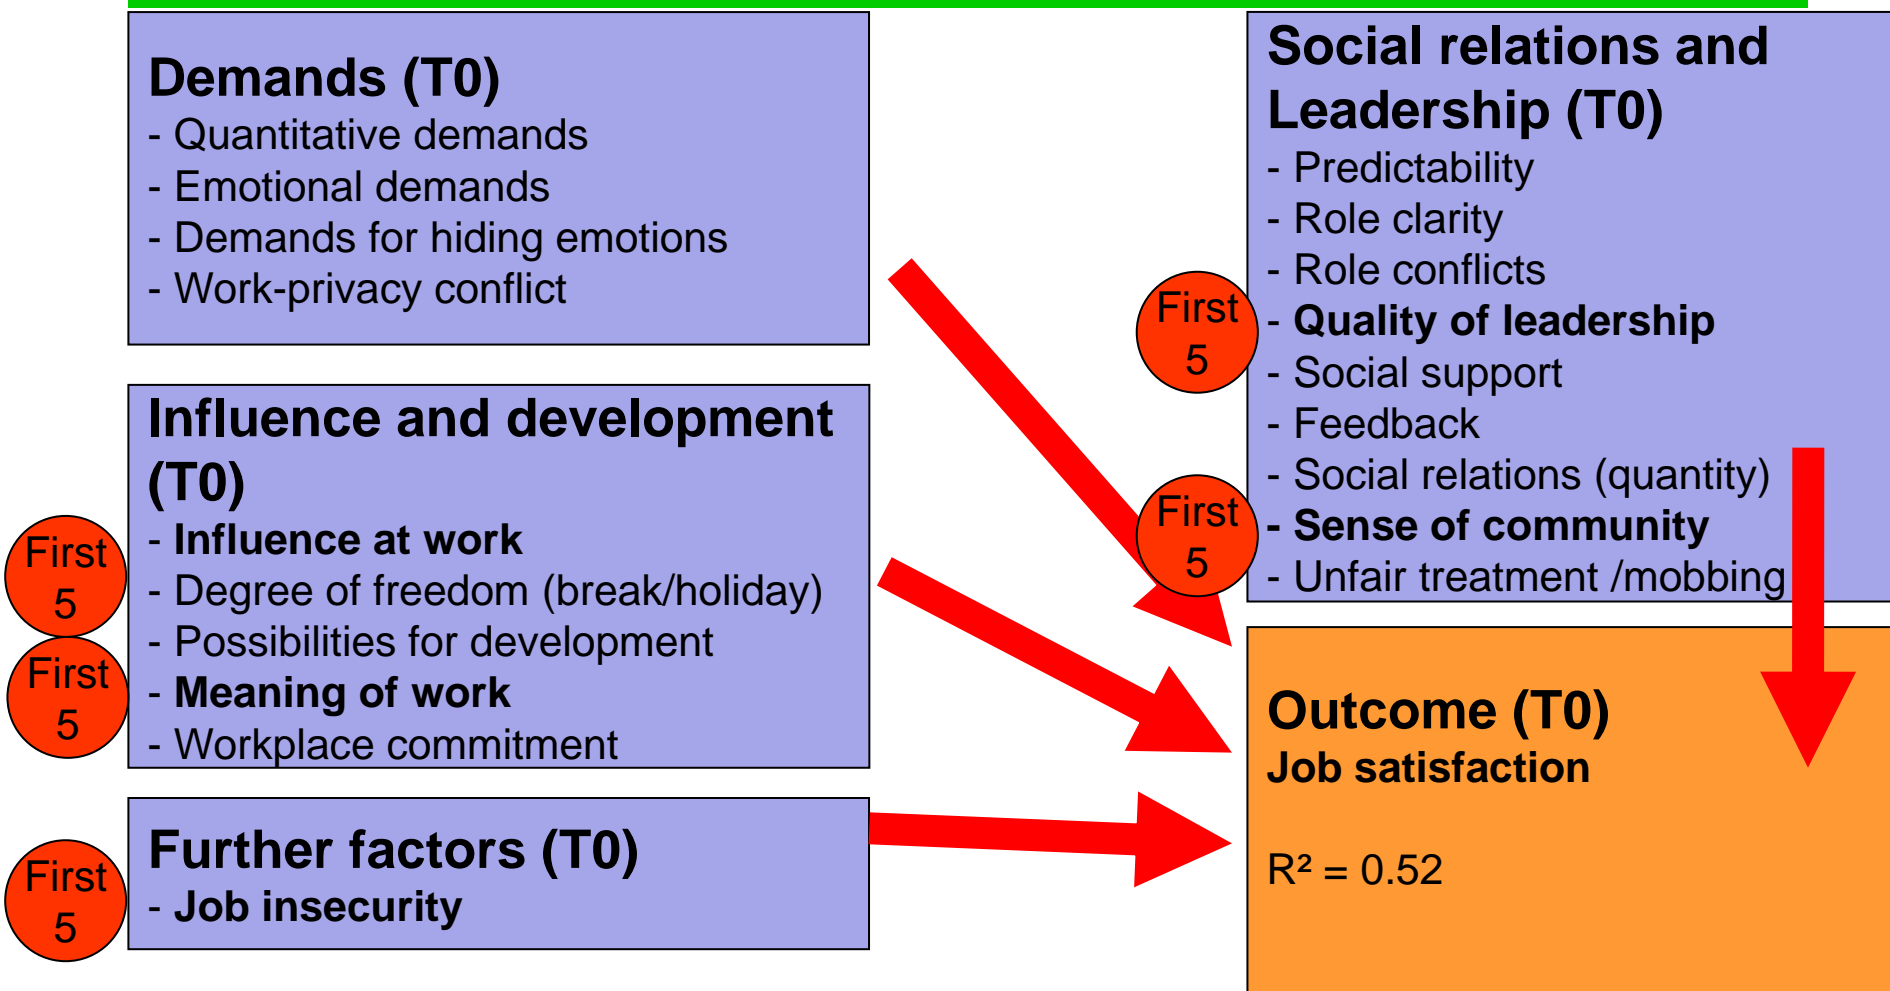 Demands (T0)
- Quantitative demands
- Emotional demands
- Demands for hiding emotions
- Work-privacy conflict
Influence and development
(T0)
- Influence at work
- Degree of freedom (break/holiday)
- Possibilities for development
- Meaning of work
- Workplace commitment
First
5
First
5
Further factors (T0)
- Job insecurity
First
5
Social relations and
Leadership (T0)
- Predictability
- Role clarity
- Role conflicts
- Quality of leadership
- Social support
- Feedback
- Social relations (quantity)
- Sense of community
- Unfair treatment /mobbing
First
5
First
5
Outcome (T0)
Job satisfaction
R² = 0.52